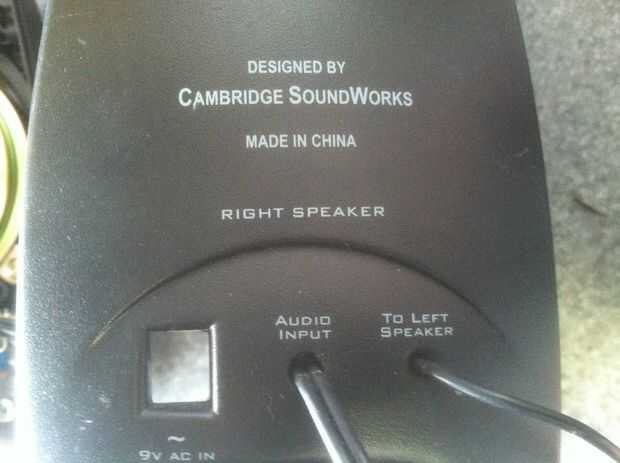 DESIGNED BY
CAMBRIDGE SOUNDWORKS
MADE IN CHINA
RIGHT SPEAKER
AUDIO INPUT
TO LEFT SPEAKER
~
9V AC IN